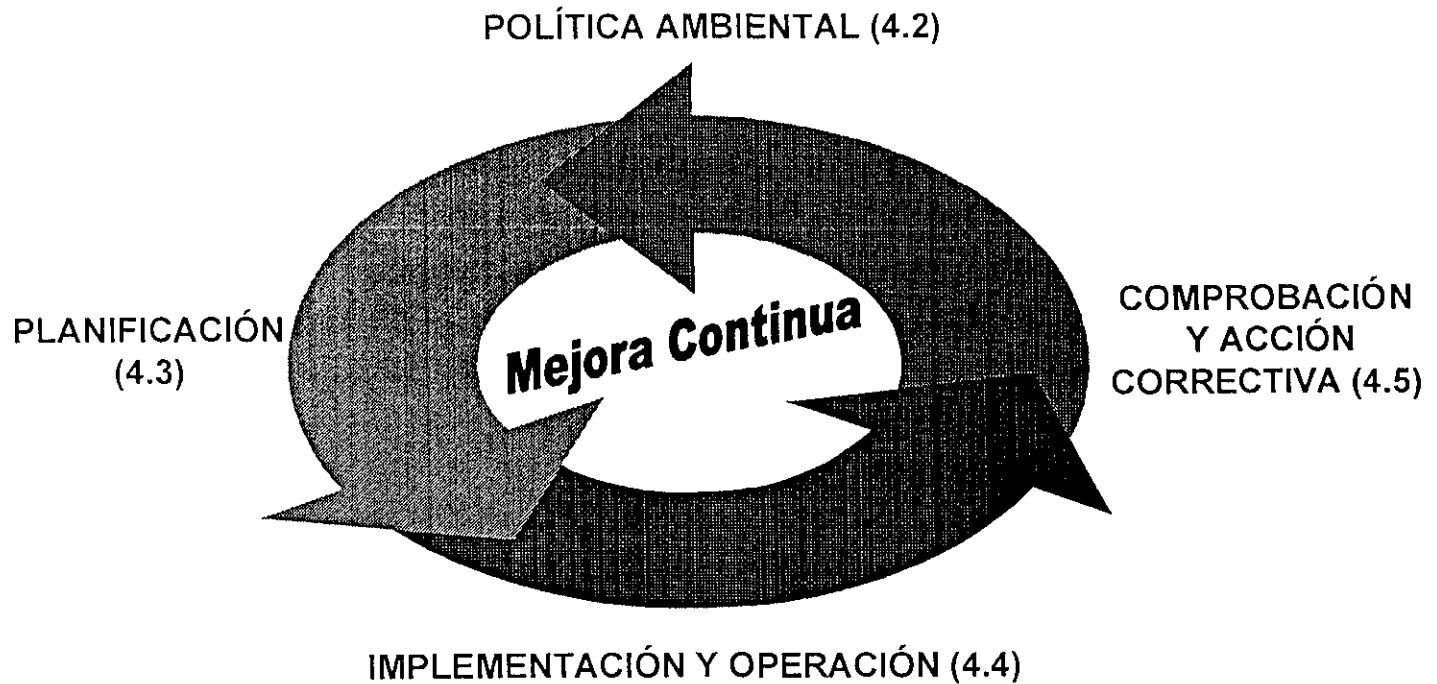 POLÍTICA AMBIENTAL (4.2)
PLANIFICACIÓN
(4.3)
Mejora Continua
COMPROBACIÓN
Y ACCIÓN
CORRECTIVA (4.5)
IMPLEMENTACIÓN Y OPERACIÓN (4.4)